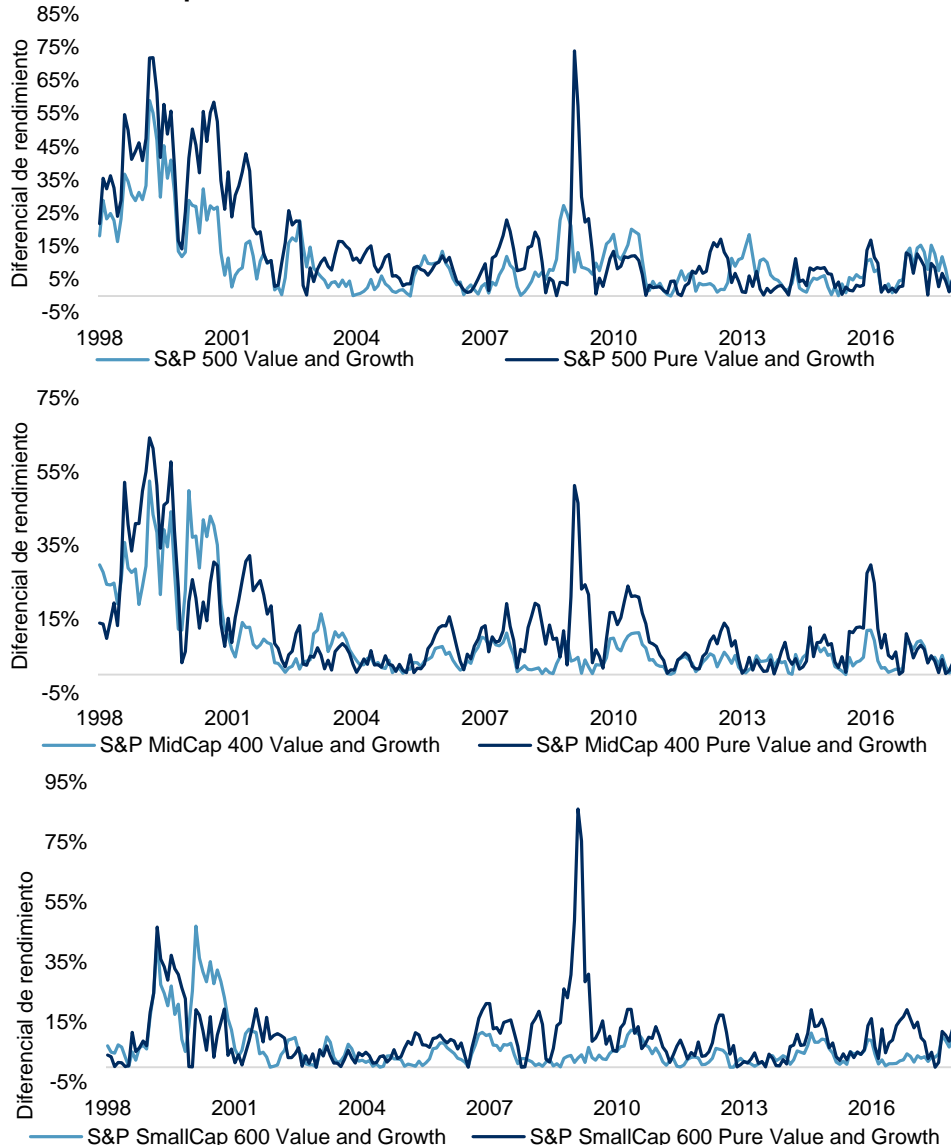 85%
75%
65%
55%
45%
35%
25%
15%
5%
-5%
Diferencial de rendimiento
1998 2001 2004 2007 2010 2013 2016
S&P 500 Value and Growth S&P 500 Pure Value and Growth
75%
55%
35%
15%
-5%
Diferencial de rendimiento
1998 2001 2004 2007 2010 2013 2016
S&P MidCap 400 Value and Growth S&P MidCap 400 Pure Value and Growth
95%
75%
55%
35%
15%
-5%
Diferencial de rendimiento
1998 2001 2004 2007 2010 2013 2016
S&P SmallCap 600 Value and Growth S&P SmallCap 600 Pure Value and Growth